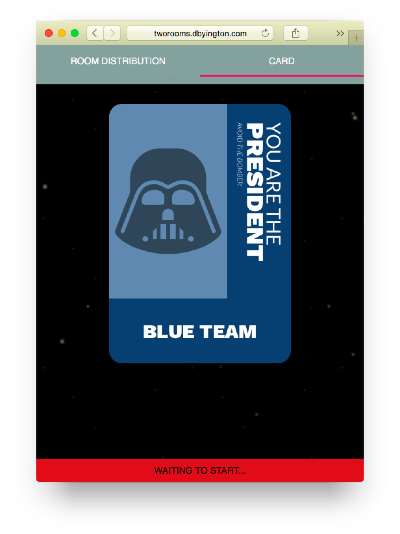 tworooms.dbyington.com
ROOM DISTRIBUTION
CARD
YOU ARE THE
PRESIDENT
AVOID THE BOMBER!
BLUE TEAM
WAITING TO START...